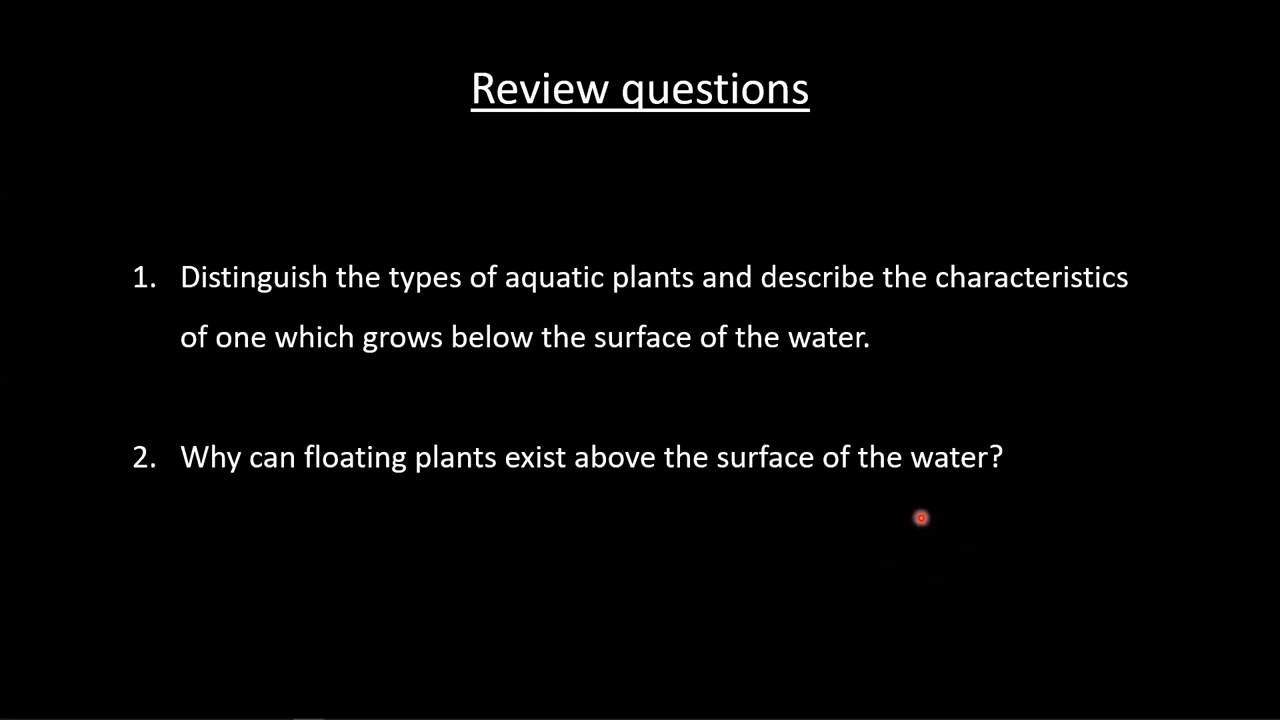 Review questions
1. Distinguish the types of aquatic plants and describe the characteristics
of one which grows below the surface of the water.
2. Why can floating plants exist above the surface of the water?